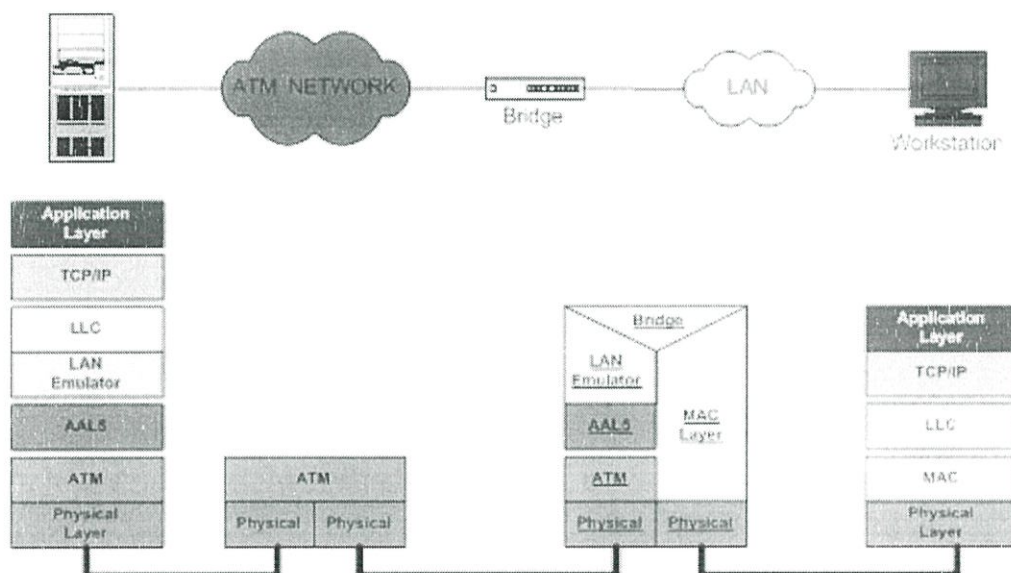 ATM NETWORK
Bridge
LAN
Workstation
Application
Layer
TCP/IP
LLC
LAN
Emulator
AAL5
ATM
Physical
Layer
ATM
Physical
Physical
Bridge
LAN
Emulator
AAL5
ATM
Physical
MAC
Layer
Physical
Application
Layer
TCP/IP
LLC
MAC
Physical
Layer